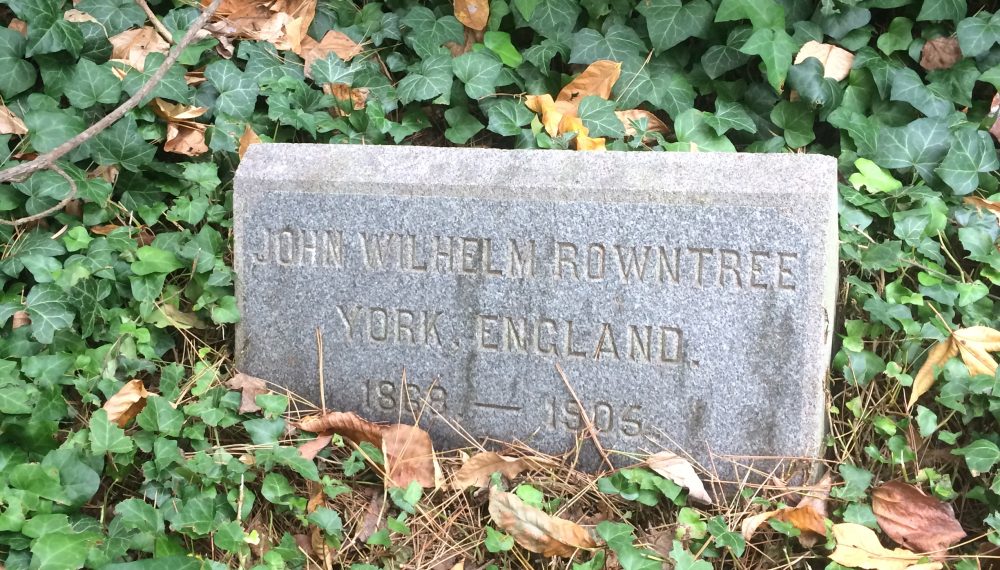 JOHN WILHELM ROWNTREE
YORK, ENGLAND.
1868 — 1905